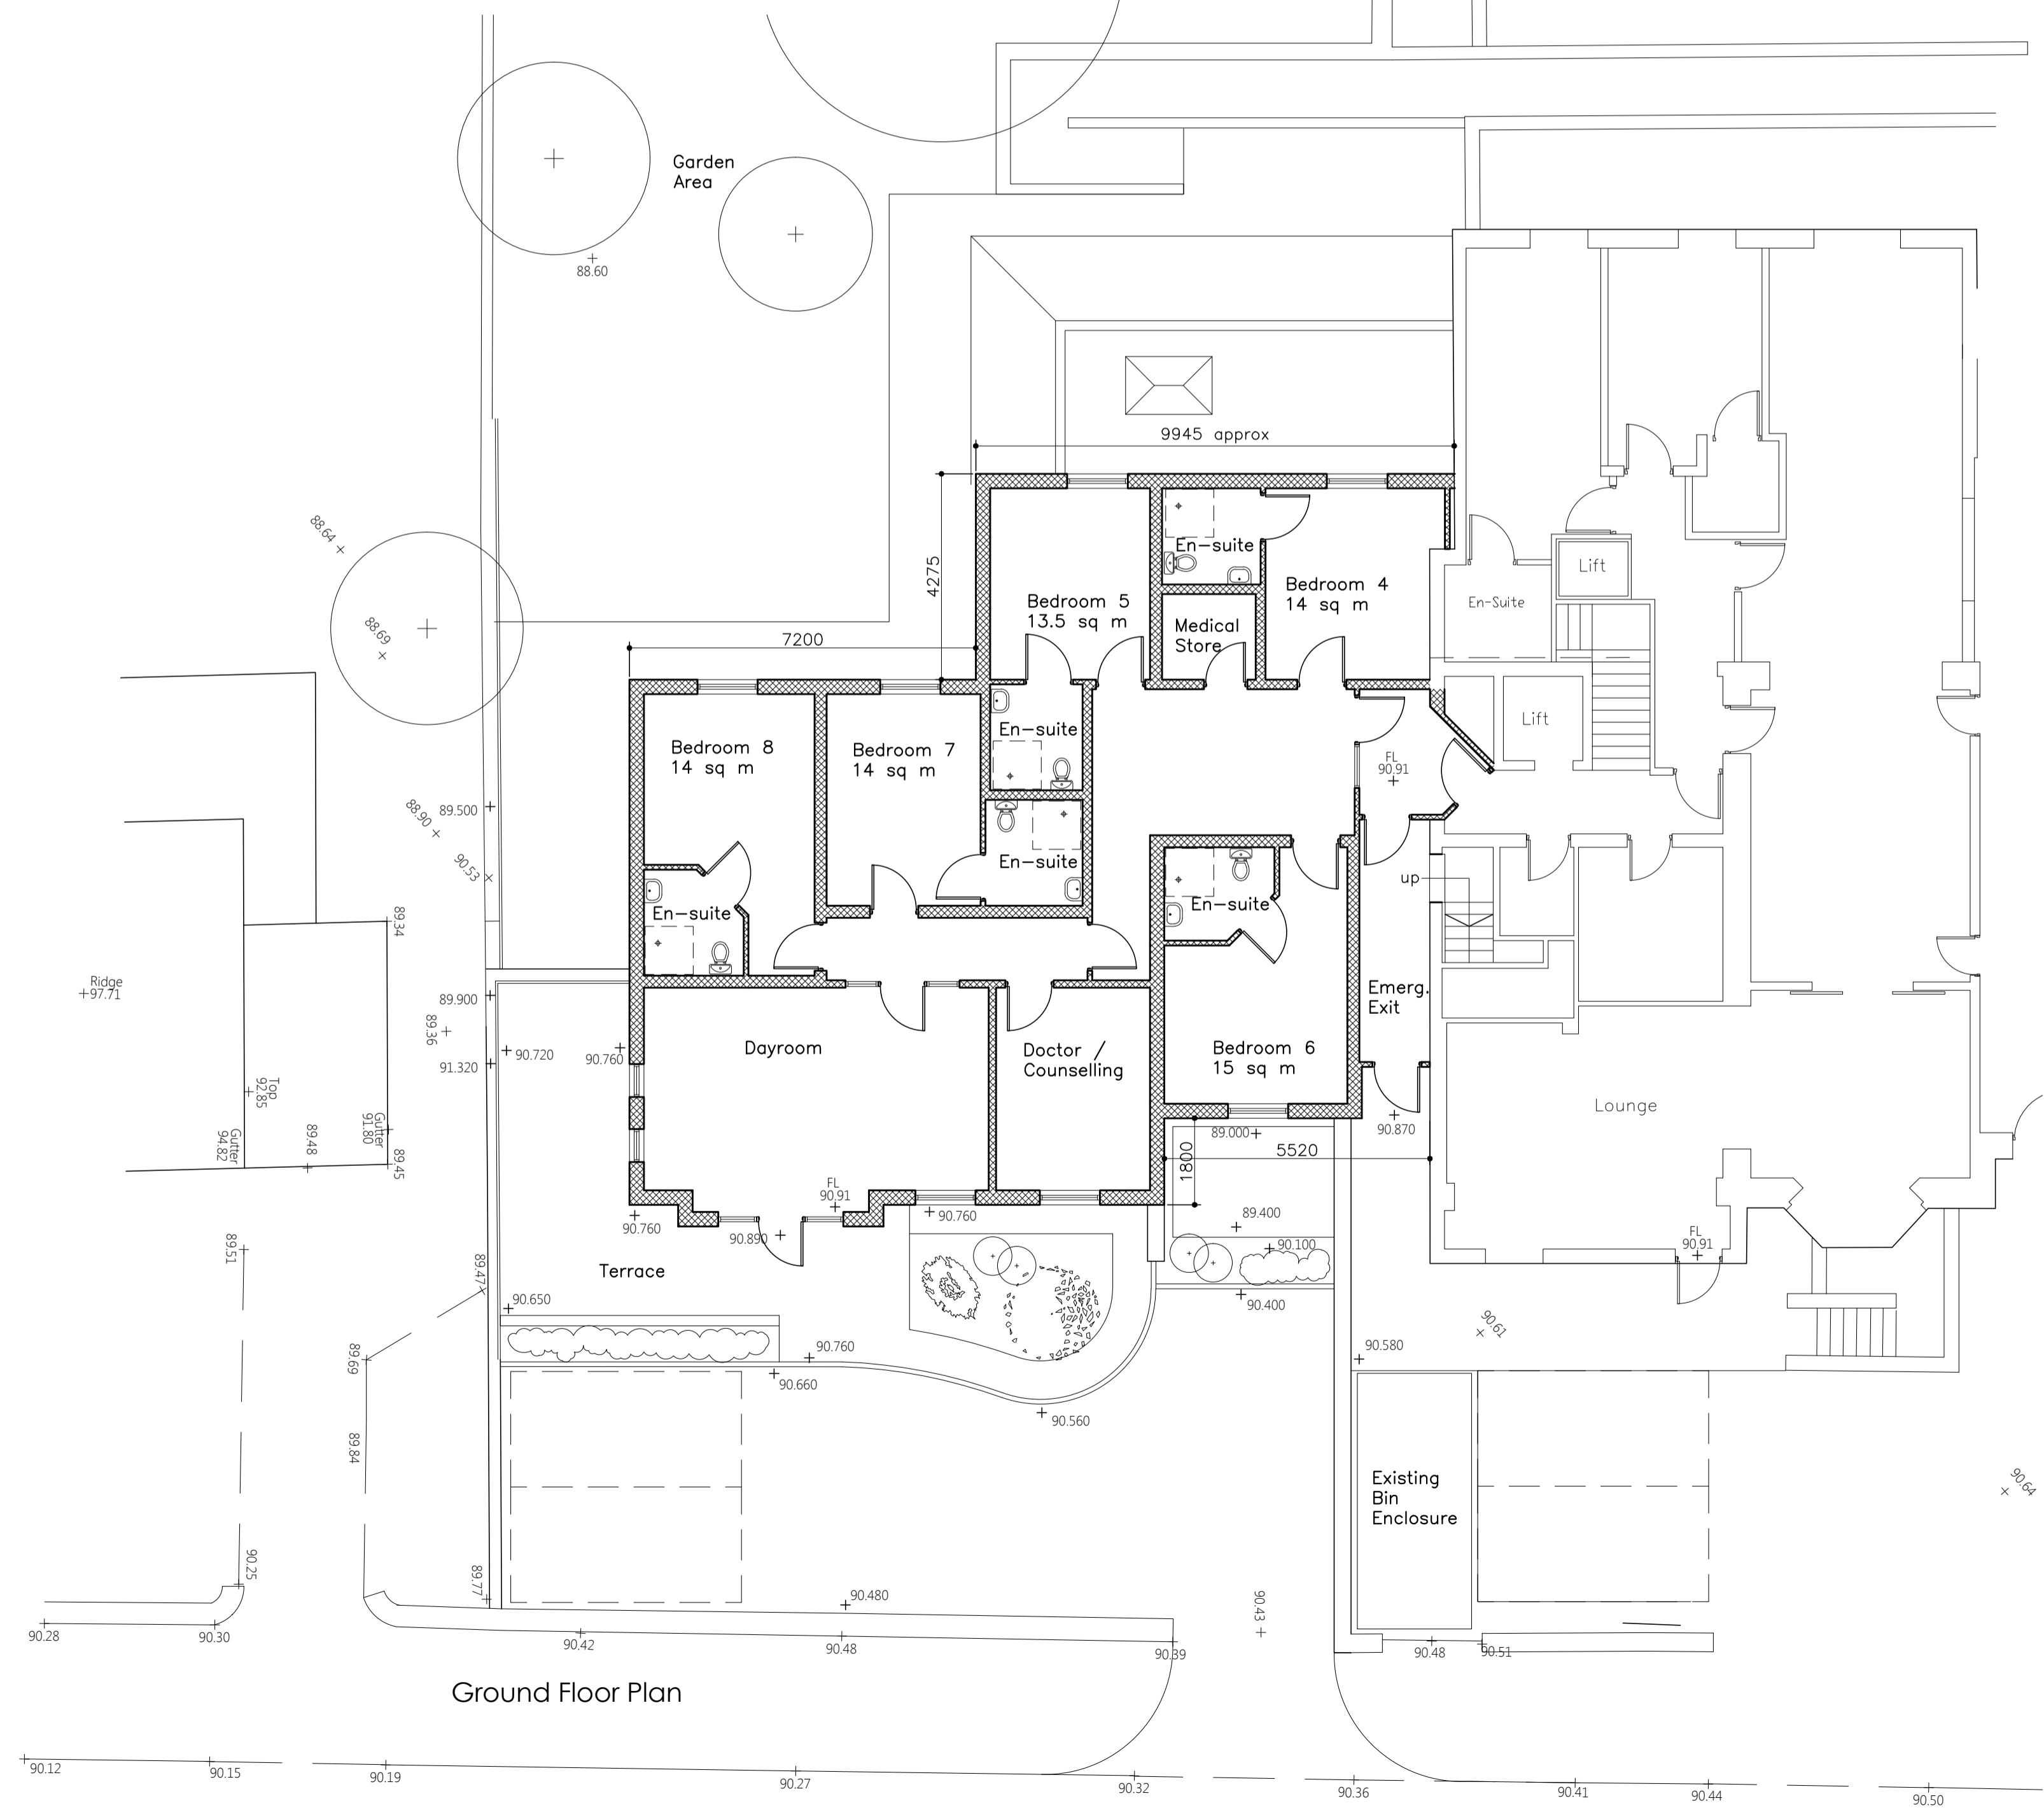 Garden
Area
88.60
9945 approx
88.64
4275
En-suite
Lift
Bedroom 4
14 sq m
Bedroom 5
13.5 sq m
En-Suite
Medical
Store
88.69
7200
En-suite
Lift
Bedroom 8
14 sq m
Bedroom 7
14 sq m
FL
90.91
88.90
89.500
90.53
En-suite
up
En-suite
En-suite
89.34
Ridge
97.71
89.900
Emerg.
Exit
89.36
90.720
90.760
91.320
Dayroom
Doctor /
Counselling
Bedroom 6
15 sq m
Top
92.85
Gutter
94.82
89.48
Gutter
91.80
89.45
Lounge
89.000
90.870
1800
5520
FL
90.91
90.760
90.760
90.890
89.400
90.100
FL
90.91
89.51
89.47
Terrace
90.650
90.400
90.61
89.69
90.760
90.660
90.580
90.560
89.84
Existing
Bin
Enclosure
90.64
90.25
89.77
90.480
90.43
90.28
90.30
90.42
90.48
90.39
90.48
90.51
Ground Floor Plan
90.12
90.15
90.19
90.27
90.32
90.36
90.41
90.44
90.50